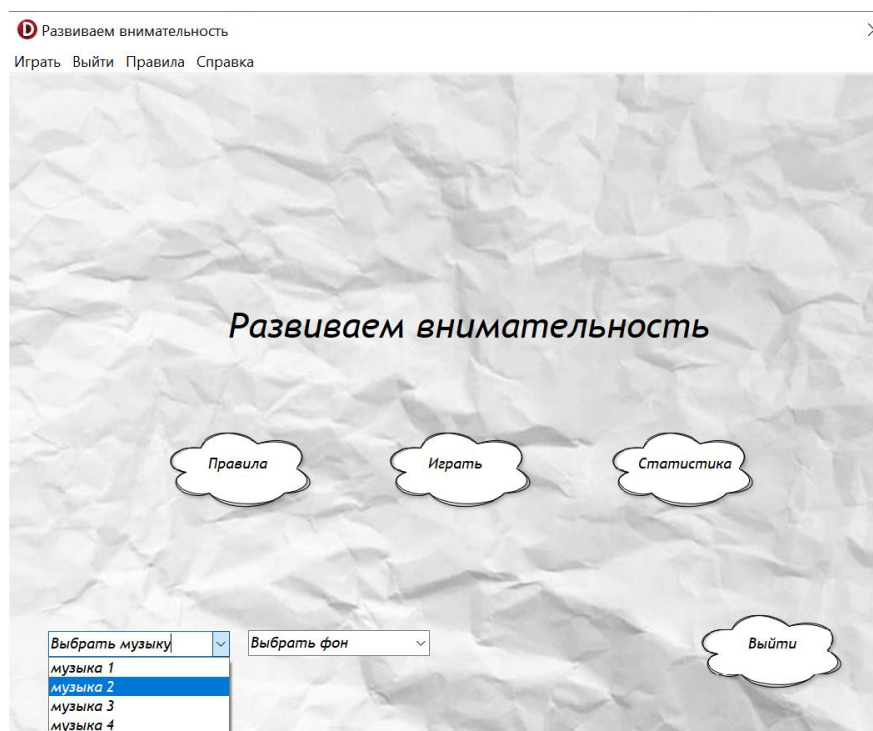 Развиваем внимательность
Играть Выйти Правила Справка
Развиваем внимательность
Правила
Играть
Статистика
Выбрать музыку
Выбрать фон
Выйти
музыка 1
музыка 2
музыка 3
музыка 4